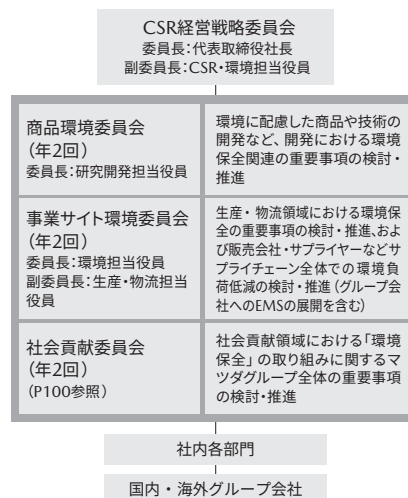 CSR経営戦略委員会
委員長：代表取締役社長
副委員長：CSR・環境担当役員
商品環境委員会
（年2回）
委員長：研究開発担当役員
環境に配慮した商品や技術の
開発など、開発における環境
保全関連の重要事項の検討・
推進
事業サイト環境委員会
（年2回）
委員長：環境担当役員
副委員長：生産・物流担当
役員
生産・物流領域における環境保
全の重要事項の検討・推進、およ
び販売会社・サプライヤーなどサ
プライチェーン全体での環境負
荷低減の検討・推進（グループ会
社へのEMSの展開を含む）
社会貢献委員会
（年2回）
（P100参照）
社会貢献領域における「環境
保全」の取り組みに関するマ
ツダグループ全体の重要事項
の検討・推進
社内各部門
国内・海外グループ会社